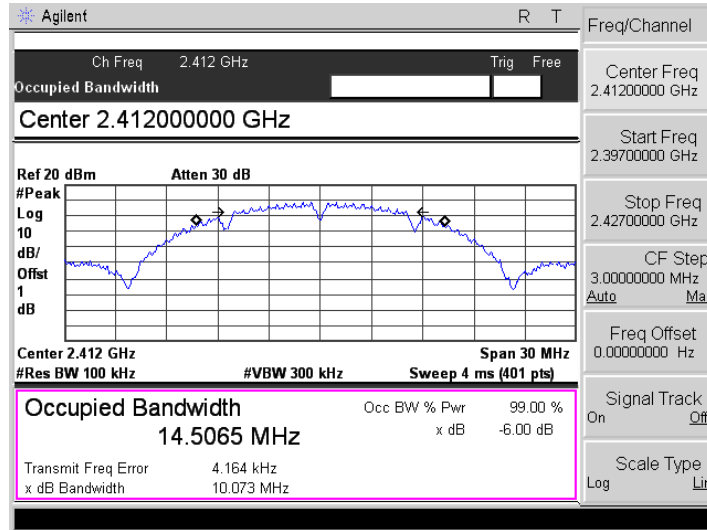 Agilent R T
Ch Freq 2.412 GHz Trig Free
Occupied Bandwidth
Center 2.412000000 GHz
Ref 20 dBm Atten 30 dB
#Peak
Log
10
dB/
Offst
1
dB
Center 2.412 GHz Span 30 MHz
#Res BW 100 kHz #VBW 300 kHz Sweep 4 ms (401 pts)
Occupied Bandwidth Occ BW % Pwr 99.00 %
14.5065 MHz x dB -6.00 dB
Transmit Freq Error 4.164 kHz
x dB Bandwidth 10.073 MHz
Freq/Channel
Center Freq
2.41200000 GHz
Start Freq
2.39700000 GHz
Stop Freq
2.42700000 GHz
CF Step
3.00000000 MHz
Auto Ma
Freq Offset
0.00000000 Hz
Signal Track
On Off
Scale Type
Log Lin